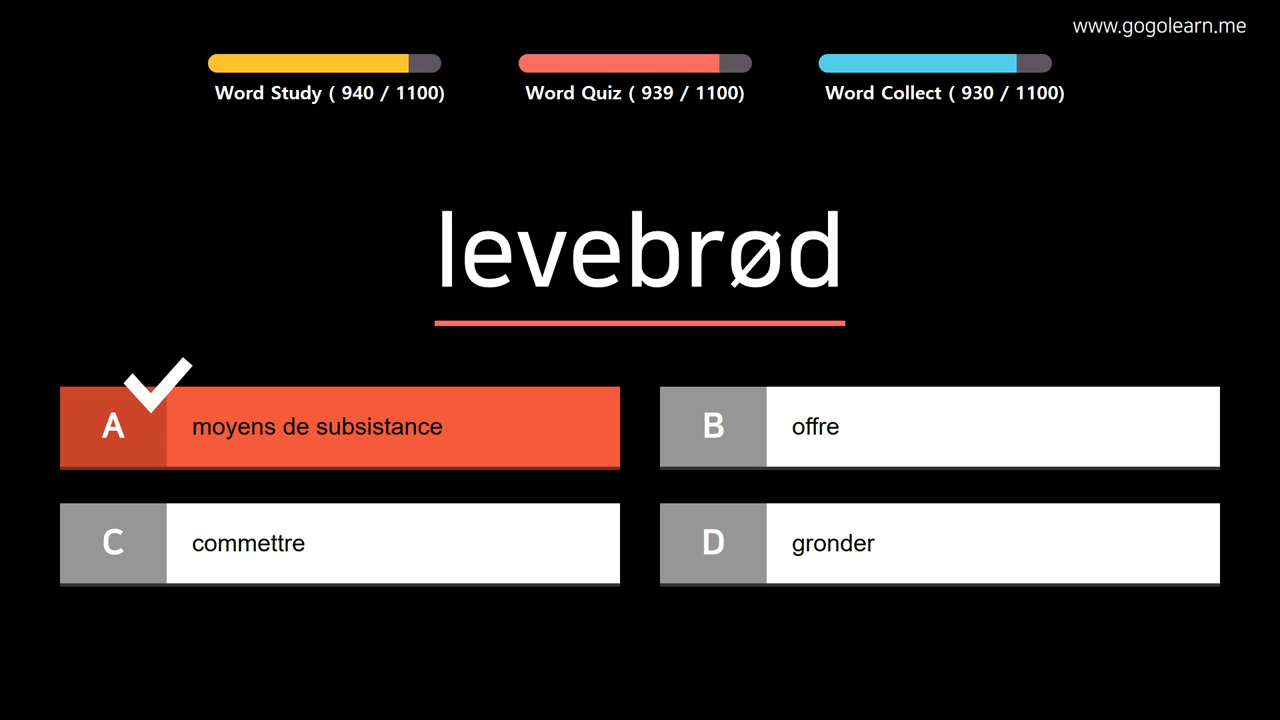 www.gogolearn.me
Word Study ( 940 / 1100)
Word Quiz ( 939 / 1100)
Word Collect ( 930 / 1100)
levebrød
A moyens de subsistance
B offre
C commettre
D gronder